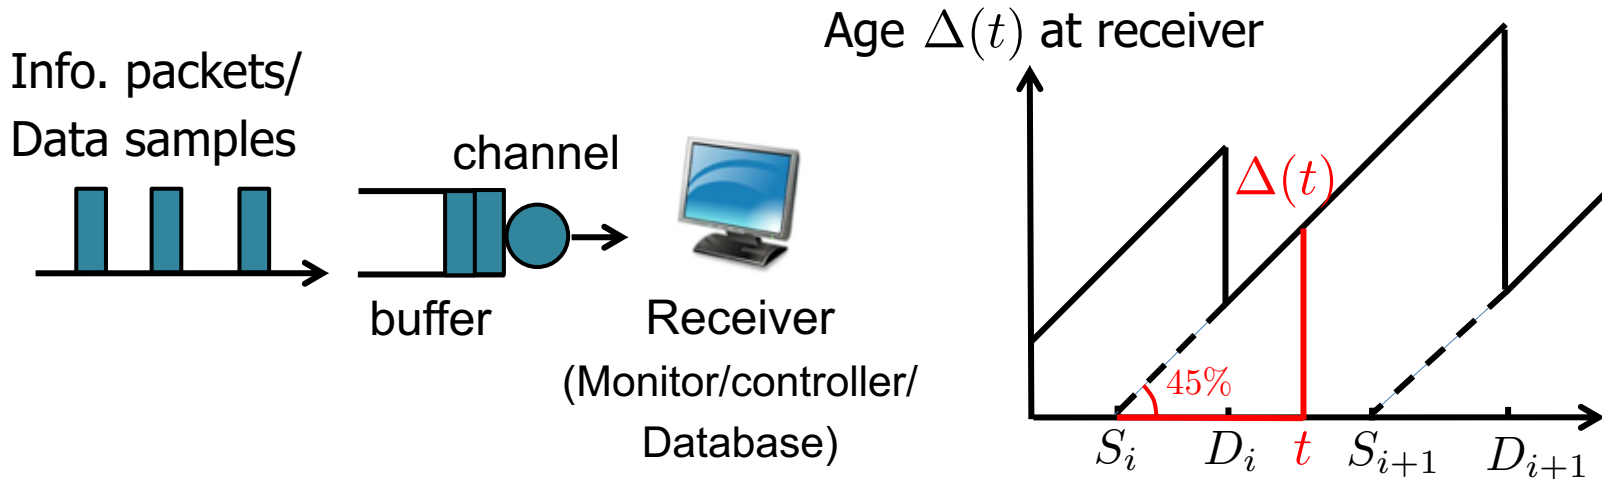 Info. packets/
Data samples
channel
buffer
Receiver
(Monitor/controller/
Database)
Age Δ(t) at receiver
Δ(t)
45%
S_i
D_i
t
S_{i+1}
D_{i+1}